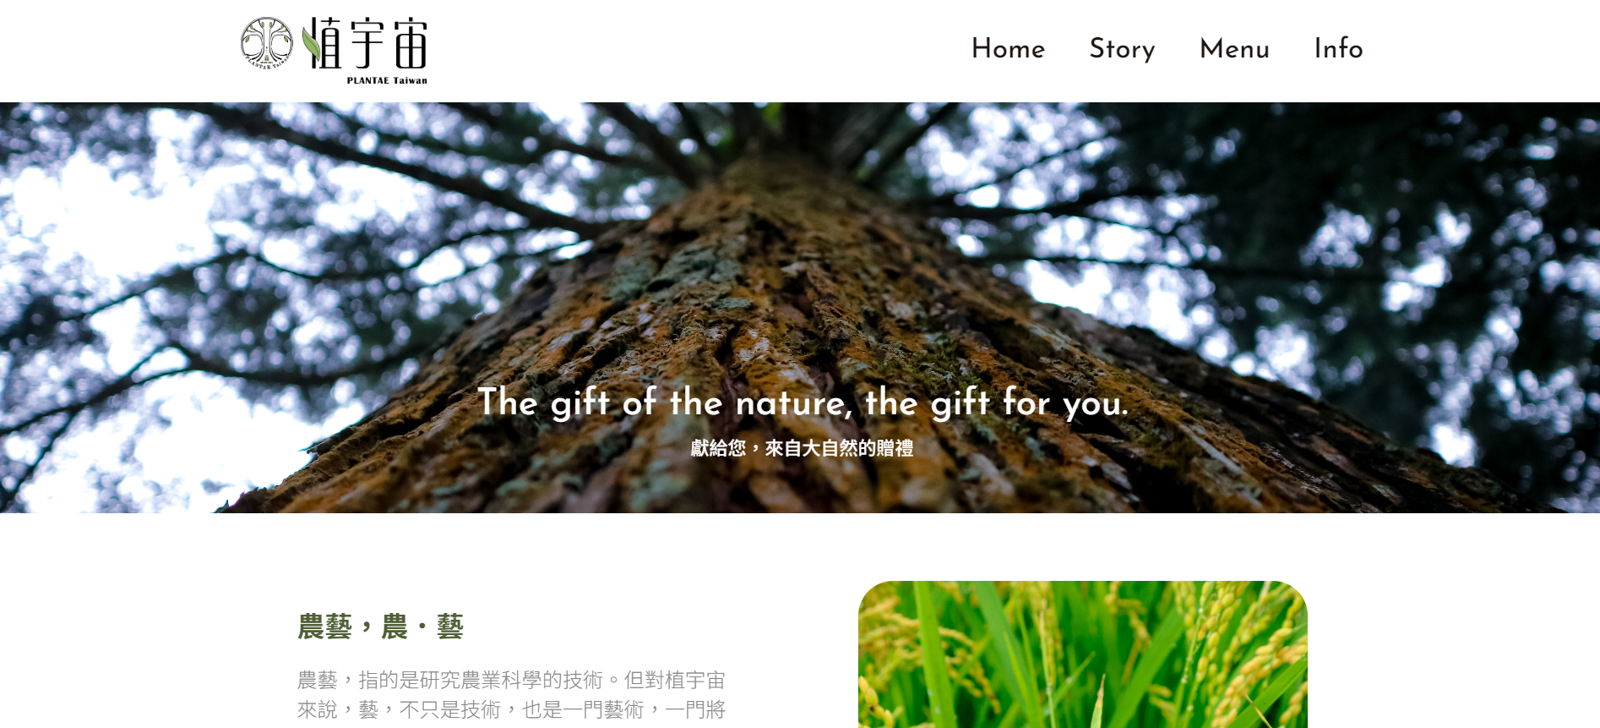 植宇宙
PLANTAE Taiwan
Home Story Menu Info
The gift of the nature, the gift for you.
獻給您，來自大自然的贈禮
農藝，農・藝
農藝，指的是研究農業科學的技術。但對植宇宙
來說，藝，不只是技術，也是一門藝術，一門將